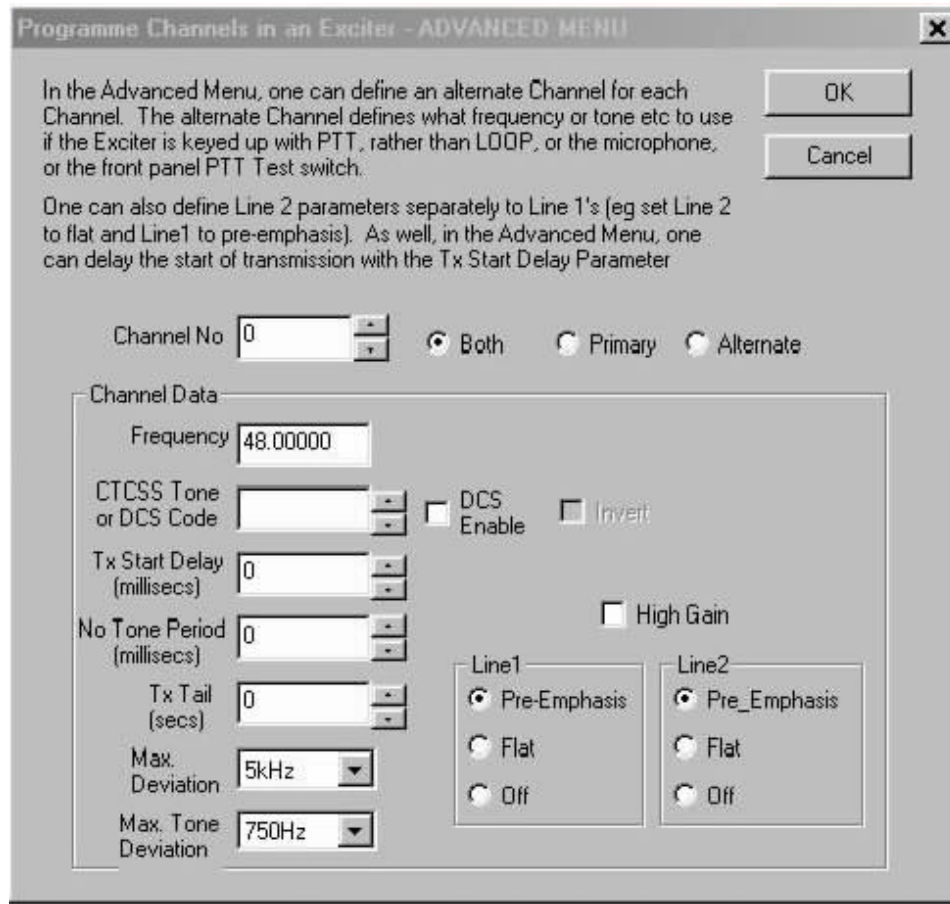 Programme Channels in an Exciter - ADVANCED MENU
In the Advanced Menu, one can define an alternate Channel for each
Channel. The alternate Channel defines what frequency or tone etc to use
if the Exciter is keyed up with PTT, rather than LOOP, or the microphone,
or the front panel PTT Test switch.
OK
Cancel
One can also define Line 2 parameters separately to Line 1's (eg set Line 2
to flat and Line1 to pre-emphasis). As well, in the Advanced Menu, one
can delay the start of transmission with the Tx Start Delay Parameter
Channel No 0 Both Primary Alternate
Channel Data
Frequency 48.00000
CTCSS Tone
or DCS Code
DCS
Enable
Invert
Tx Start Delay
(millisecs)
0
High Gain
No Tone Period
(millisecs)
0
Tx Tail
(secs)
0
Max.
Deviation
5kHz
Max. Tone
Deviation
750Hz
Line1
Pre-Emphasis
Flat
Off
Line2
Pre_Emphasis
Flat
Off